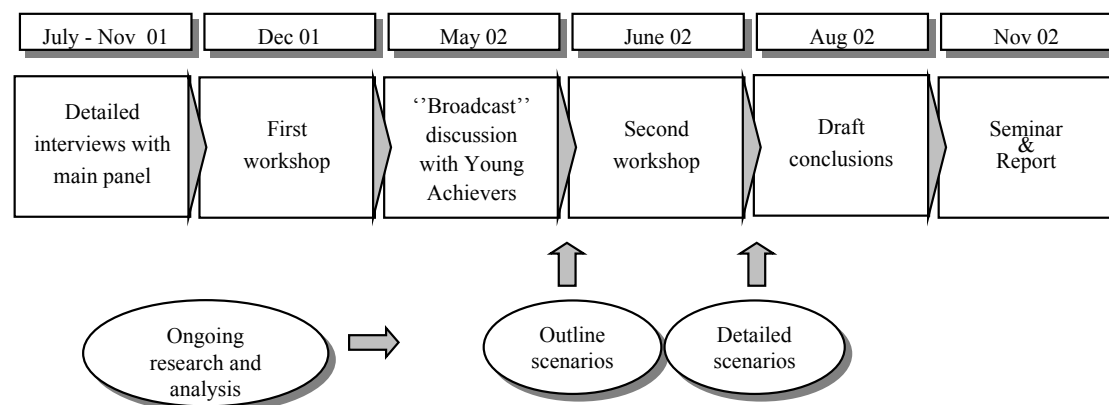 July - Nov 01
Dec 01
May 02
June 02
Aug 02
Nov 02
Detailed
interviews with
main panel
First
workshop
‘‘Broadcast’’
discussion
with Young
Achievers
Second
workshop
Draft
conclusions
Seminar
&
Report
Ongoing
research and
analysis
Outline
scenarios
Detailed
scenarios